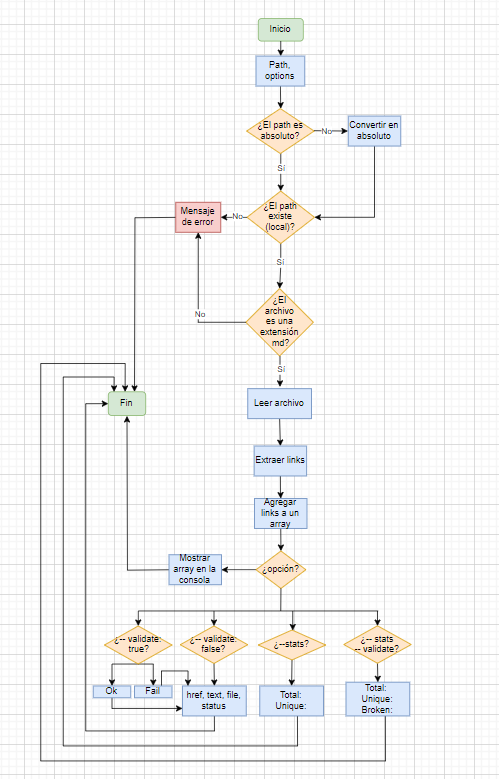 Inicio
Path,
options
¿El path es
absoluto?
No
Convertir en
absoluto
Sí
Mensaje
de error
No
¿El path
existe
(local)?
Sí
¿El
archivo
es una
extensión
md?
No
Sí
Fin
Leer archivo
Extraer links
Agregar
links a un
array
Mostrar
array en la
consola
¿opción?
¿-- validate:
true?
¿-- validate:
false?
¿--stats?
¿-- stats
-- validate?
Ok
Fail
href, text, file,
status
Total:
Unique:
Total:
Unique:
Broken: